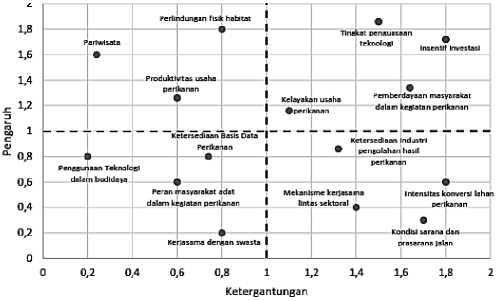 2
1,8
1,6
1,4
1,2
1
0,8
0,6
0,4
0,2
0
Pengaruh
Perlindungan fisik habitat
Pariwisata
Produktivitas usaha
perikanan
Tingkat penguasaan
teknologi
Insentif Investasi
Kelayakan usaha
perikanan
Pemberdayaan masyarakat
dalam kegiatan perikanan
Ketersediaan Basis Data
Perikanan
Penggunaan Teknologi
dalam budidaya
Peran masyarakat adat
dalam kegiatan perikanan
Kerjasama dengan swasta
Ketersediaan Industri
pengolahan hasil
perikanan
Mekanisme kerjasama
lintas sektoral
Intensitas konversi lahan
perikanan
Kondisi sarana dan
prasarana jalan
0 0,2 0,4 0,6 0,8 1 1,2 1,4 1,6 1,8 2
Ketergantungan